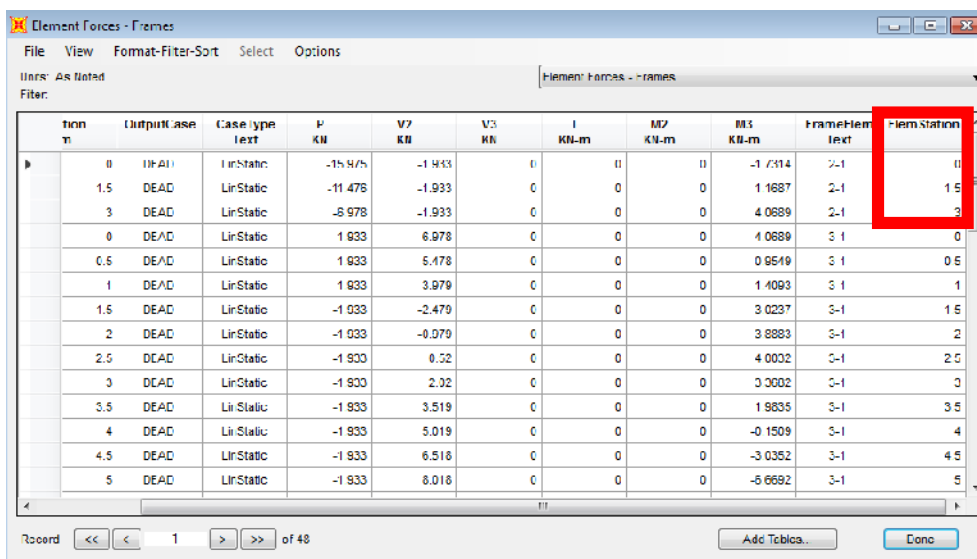 Element Forces - Frames
File View Format-Filter-Sort Select Options
Units: As Noted Element Forces - Frames
Filter:
tion OutputCase CaseType P V2 V3 T M2 M3 FrameElem ElemStation
m Text KN KN KN KN-m KN-m KN-m Text
0 DEAD LinStatic -15.975 -1.933 0 0 0 -1.7314 2-1 0
1.5 DEAD LinStatic -11.476 -1.933 0 0 0 1.1687 2-1 1.5
3 DEAD LinStatic -6.978 -1.933 0 0 0 4.0689 2-1 3
0 DEAD LinStatic 1.933 6.978 0 0 0 4.0689 3-1 0
0.5 DEAD LinStatic 1.933 5.478 0 0 0 0.9549 3-1 0.5
1 DEAD LinStatic 1.933 3.979 0 0 0 1.4093 3-1 1
1.5 DEAD LinStatic -1.933 -2.479 0 0 0 3.0237 3-1 1.5
2 DEAD LinStatic -1.933 -0.979 0 0 0 3.8883 3-1 2
2.5 DEAD LinStatic -1.933 0.52 0 0 0 4.0032 3-1 2.5
3 DEAD LinStatic -1.933 2.02 0 0 0 3.3682 3-1 3
3.5 DEAD LinStatic -1.933 3.519 0 0 0 1.9835 3-1 3.5
4 DEAD LinStatic -1.933 5.019 0 0 0 -0.1509 3-1 4
4.5 DEAD LinStatic -1.933 6.518 0 0 0 -3.0352 3-1 4.5
5 DEAD LinStatic -1.933 8.018 0 0 0 -6.6692 3-1 5
Record << < 1 > >> of 48 Add Tables... Done